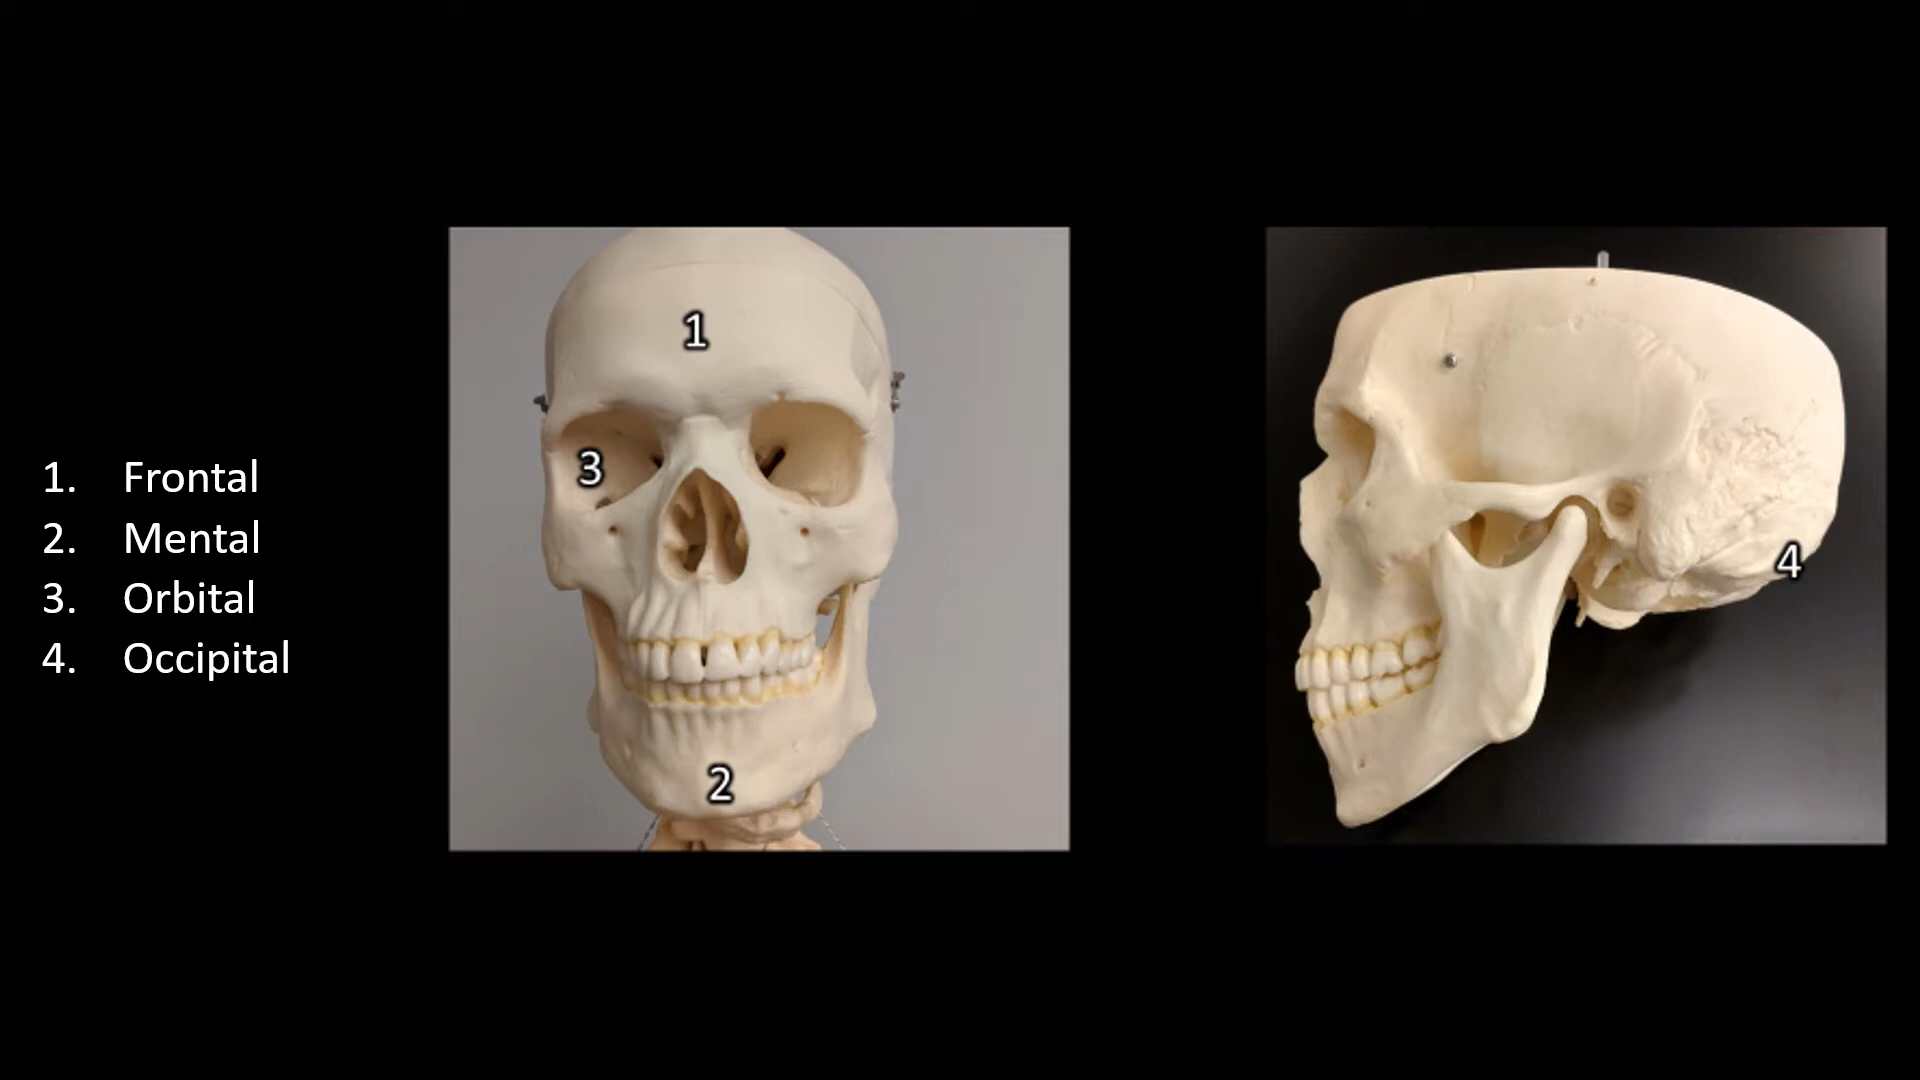 1. Frontal
2. Mental
3. Orbital
4. Occipital
1
3
2
4